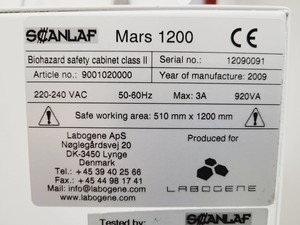 SCANLAF Mars 1200 CE
Biohazard safety cabinet class II Serial no.: 12090091
Article no.: 9001020000 Year of manufacture: 2009
220-240 VAC 50-60Hz Max: 3A 920VA
Safe working area: 510 mm x 1200 mm
Labogene ApS Produced for
Nøglegårdsvej 20
DK-3450 Lynge
Denmark
Tel.: +45 39 40 25 66
Fax.: + 45 44 98 17 41
Mail: info@labogene.com LABOGENE
www.labogene.com
Tested by: SCANLAF